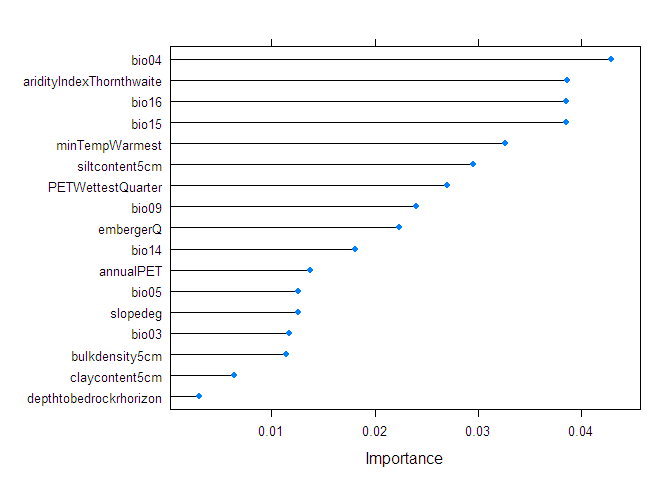 bio04
aridityIndexThornthwaite
bio16
bio15
minTempWarmest
siltcontent5cm
PETWettestQuarter
bio09
embergerQ
bio14
annualPET
bio05
slopedeg
bio03
bulkdensity5cm
claycontent5cm
depthtobedrockrhorizon
0.01 0.02 0.03 0.04
Importance